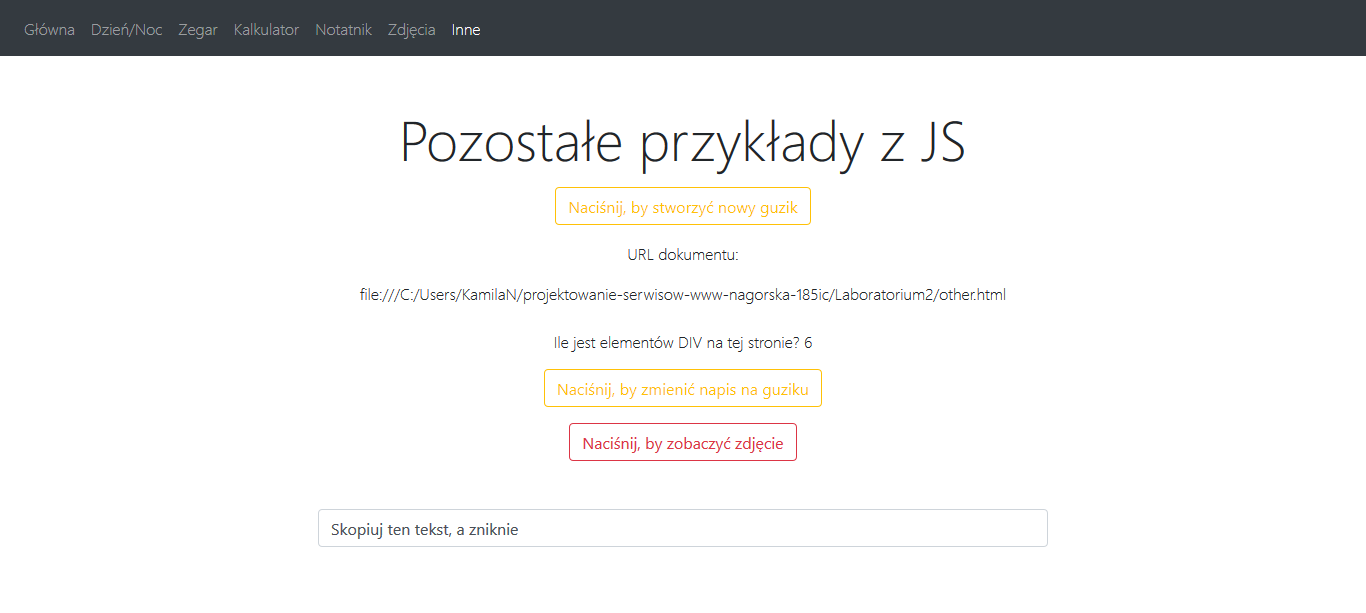 Główna Dzień/Noc Zegar Kalkulator Notatnik Zdjęcia Inne
Pozostałe przykłady z JS
Naciśnij, by stworzyć nowy guzik
URL dokumentu:
file:///C:/Users/KamilaN/projektowanie-serwisow-www-nagorska-185ic/Laboratorium2/other.html
Ile jest elementów DIV na tej stronie? 6
Naciśnij, by zmienić napis na guziku
Naciśnij, by zobaczyć zdjęcie
Skopiuj ten tekst, a zniknie